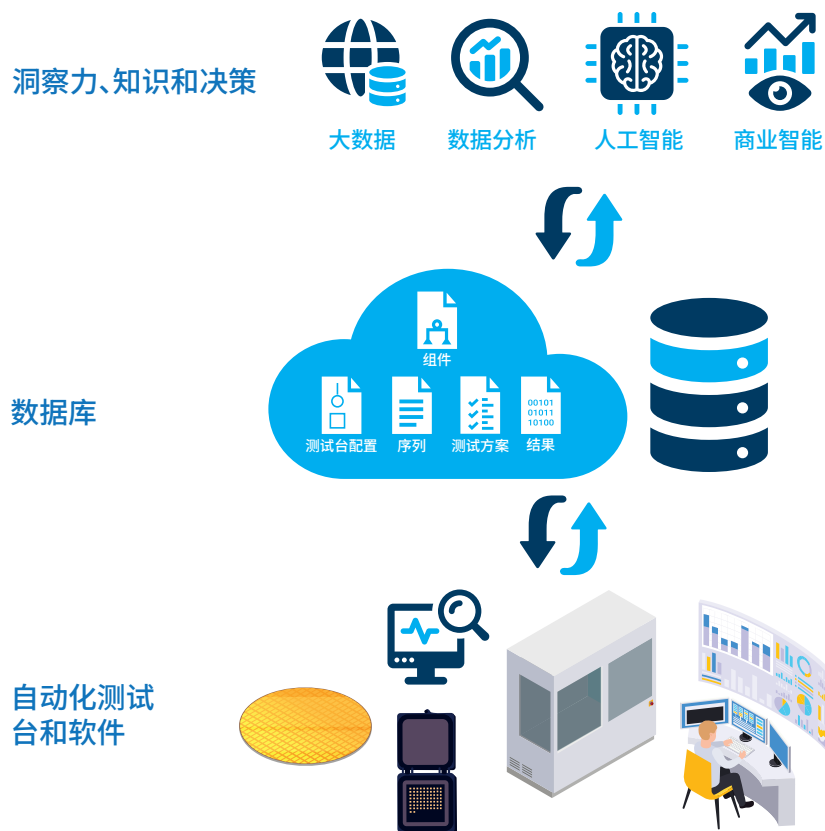 洞察力、知识和决策
大数据
数据分析
人工智能
商业智能
组件
数据库
00101
01011
10100
测试台配置
序列
测试方案
结果
自动化测试
台和软件